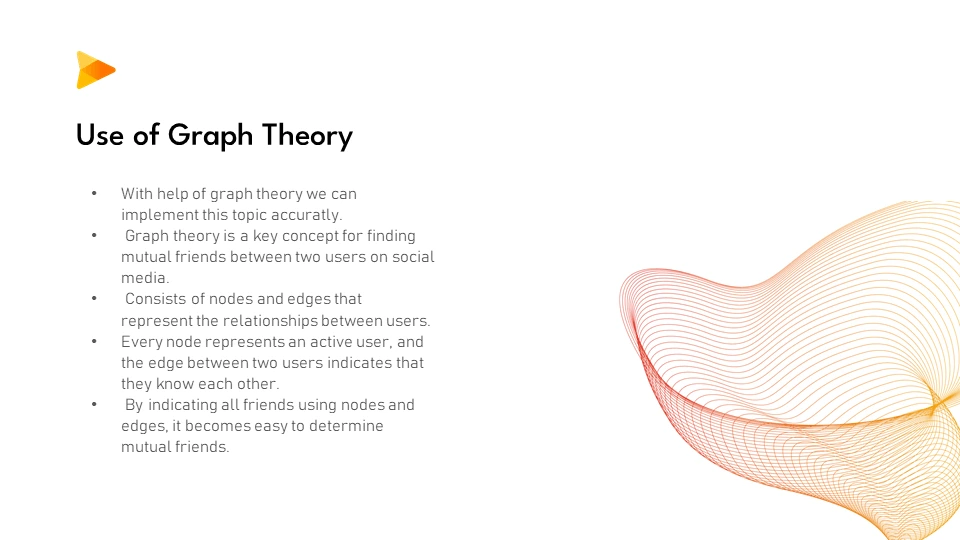 Use of Graph Theory
• With help of graph theory we can
implement this topic accuratly.
• Graph theory is a key concept for finding
mutual friends between two users on social
media.
• Consists of nodes and edges that
represent the relationships between users.
• Every node represents an active user, and
the edge between two users indicates that
they know each other.
• By indicating all friends using nodes and
edges, it becomes easy to determine
mutual friends.